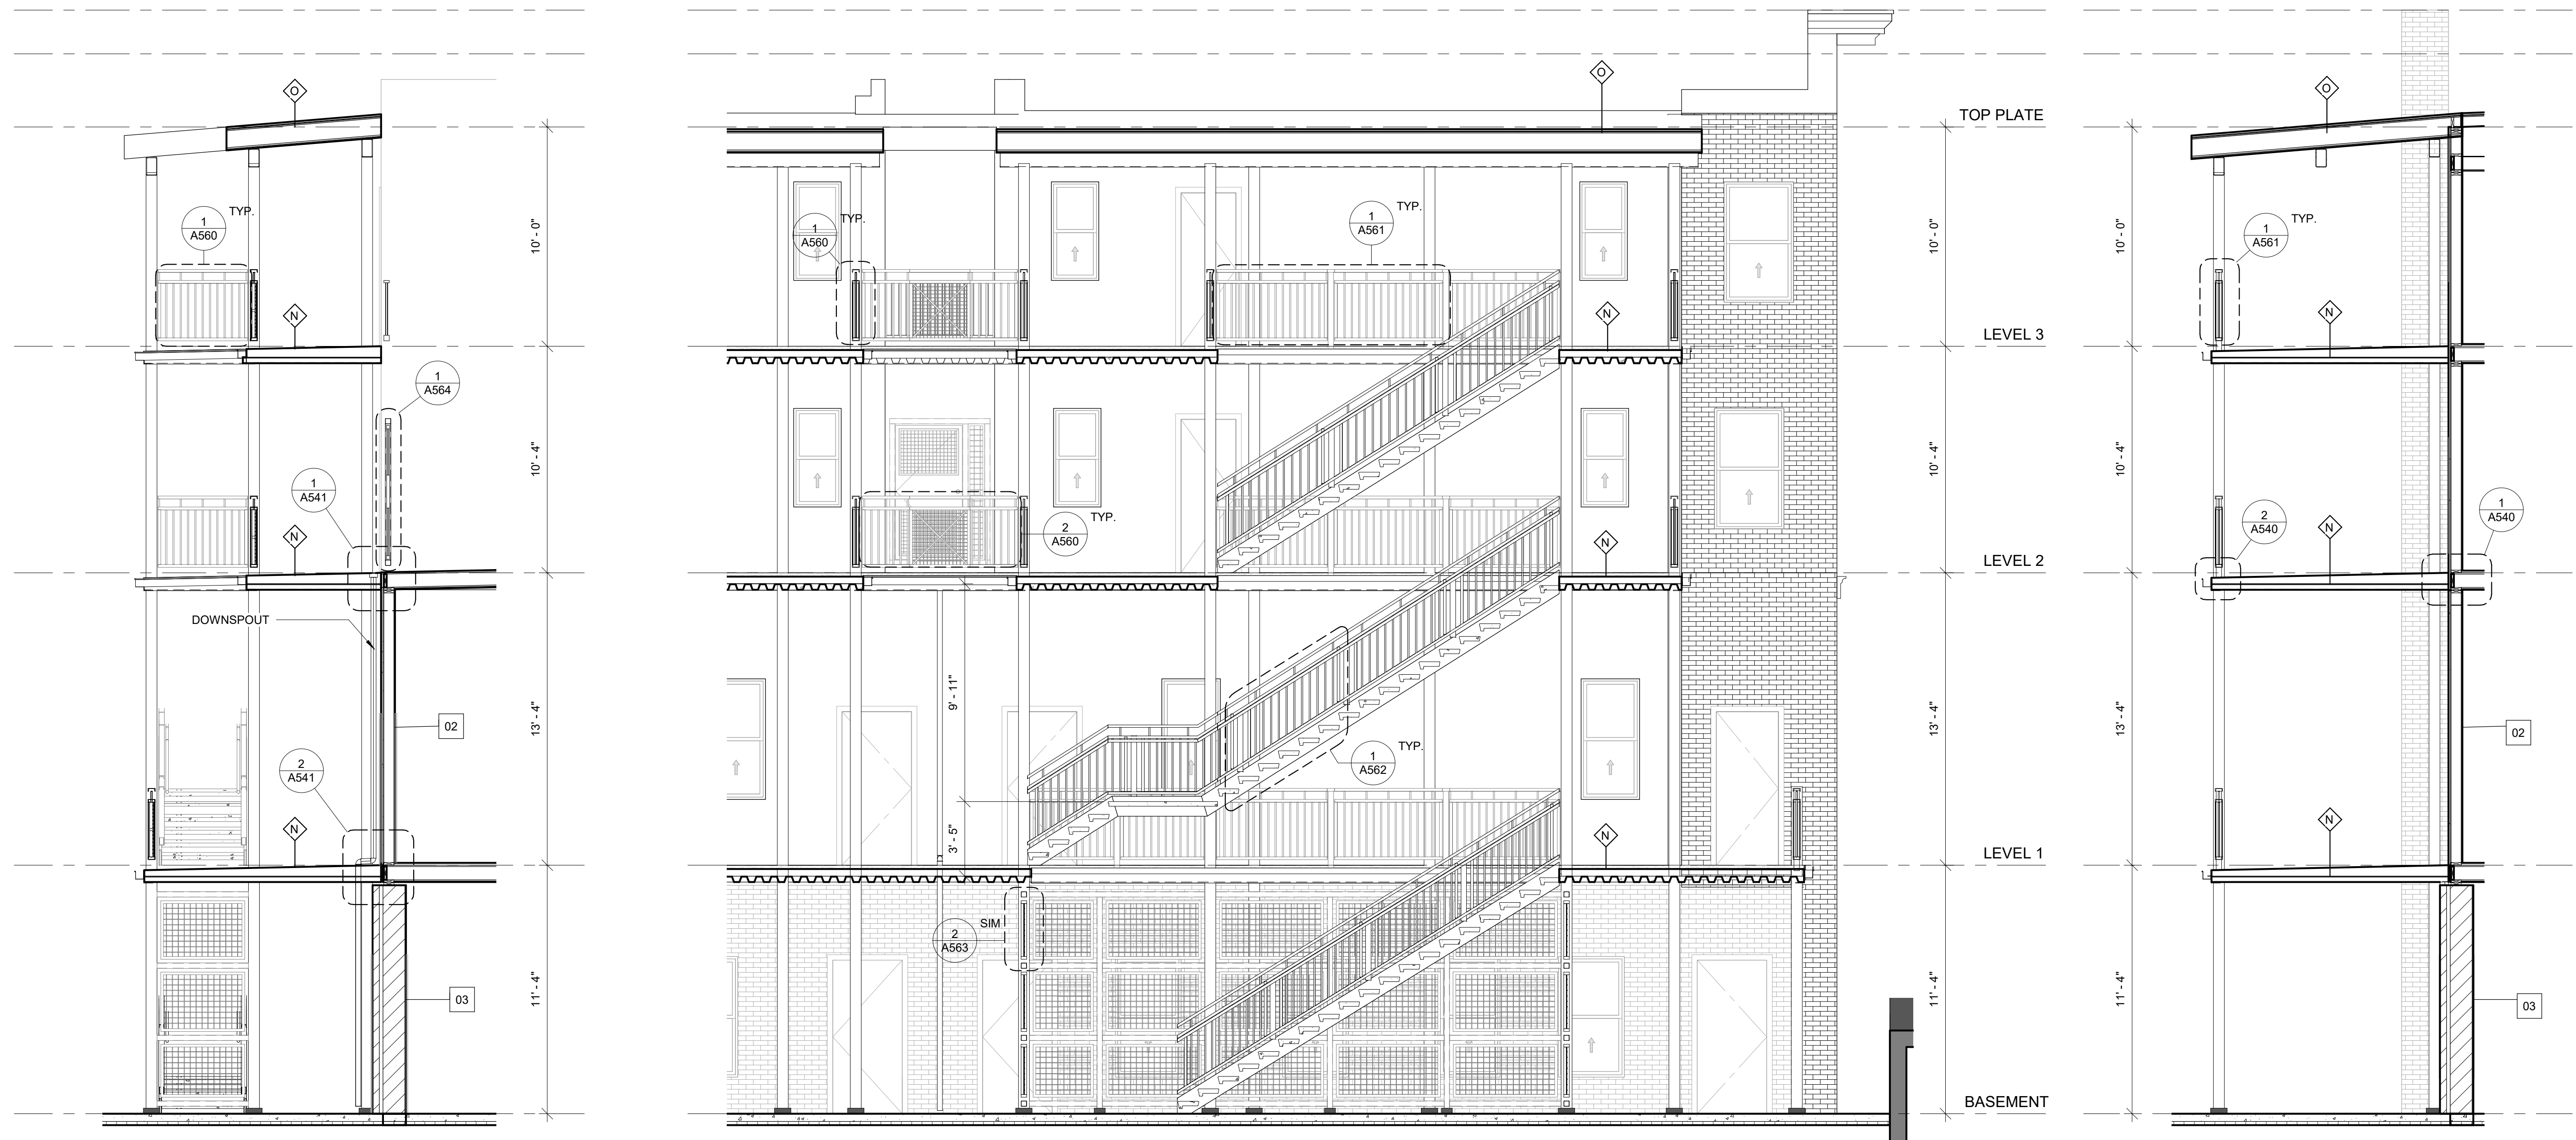 O
1
A560
TYP.
10' - 0"
N
1
A564
10' - 4"
1
A541
N
DOWNSPOUT
02
13' - 4"
2
A541
N
03
11' - 4"
O
1
A560
TYP.
1
A561
TYP.
N
2
A560
TYP.
N
9' - 11"
1
A562
TYP.
3' - 5"
N
2
A563
SIM
TOP PLATE
10' - 0"
LEVEL 3
10' - 4"
LEVEL 2
13' - 4"
LEVEL 1
11' - 4"
BASEMENT
O
10' - 0"
1
A561
TYP.
N
10' - 4"
2
A540
N
1
A540
13' - 4"
02
N
11' - 4"
03